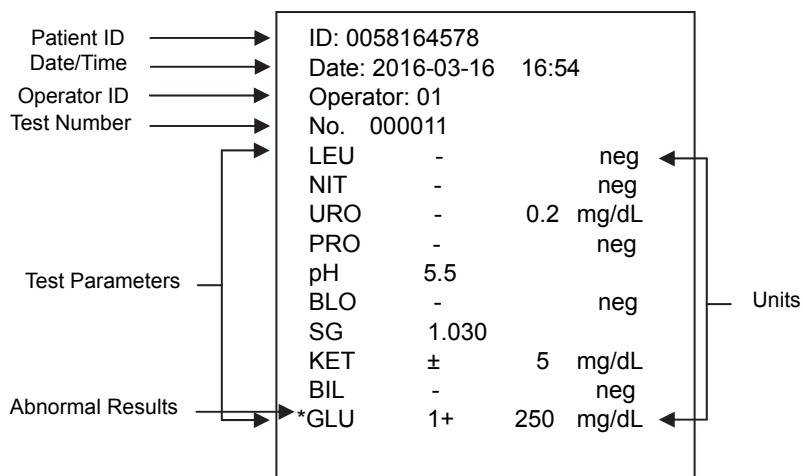 Patient ID ID: 0058164578
Date/Time Date: 2016-03-16 16:54
Operator ID Operator: 01
Test Number No. 000011
LEU - neg
NIT - neg
URO - 0.2 mg/dL
PRO - neg
Test Parameters pH 5.5
BLO - neg Units
SG 1.030
KET ± 5 mg/dL
BIL - neg
Abnormal Results *GLU 1+ 250 mg/dL